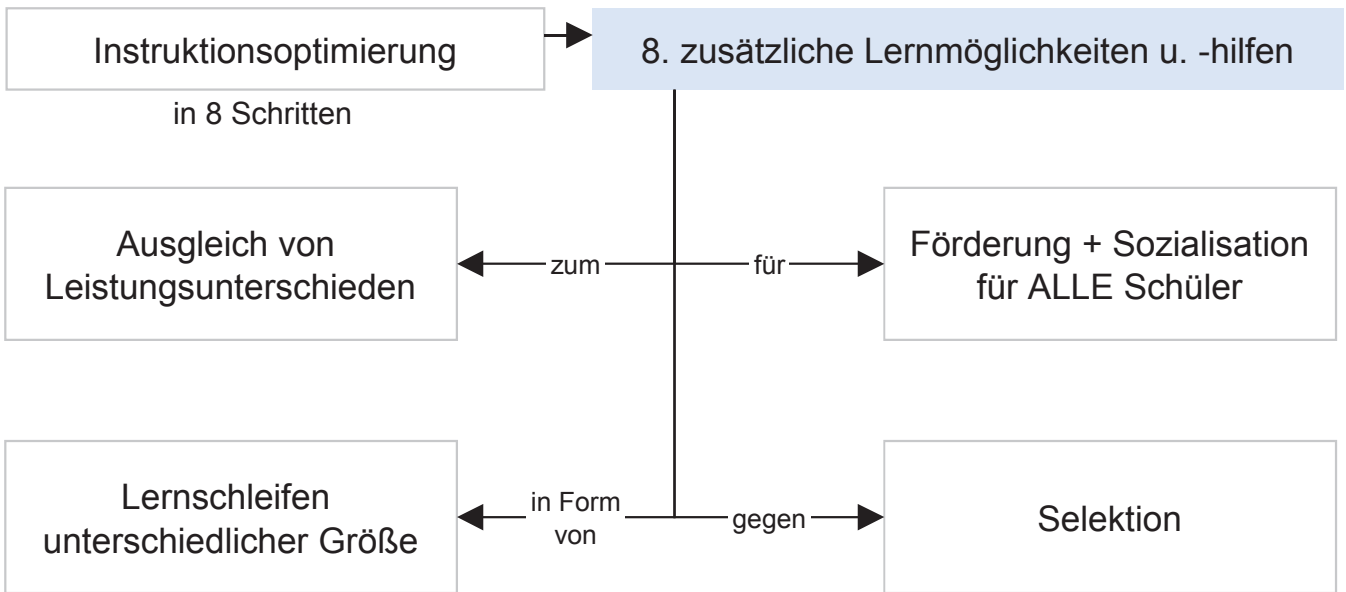 Instruktionsoptimierung
8. zusätzliche Lernmöglichkeiten u. -hilfen
in 8 Schritten
Ausgleich von
Leistungsunterschieden
zum
für
Förderung + Sozialisation
für ALLE Schüler
Lernschleifen
unterschiedlicher Größe
in Form
von
gegen
Selektion